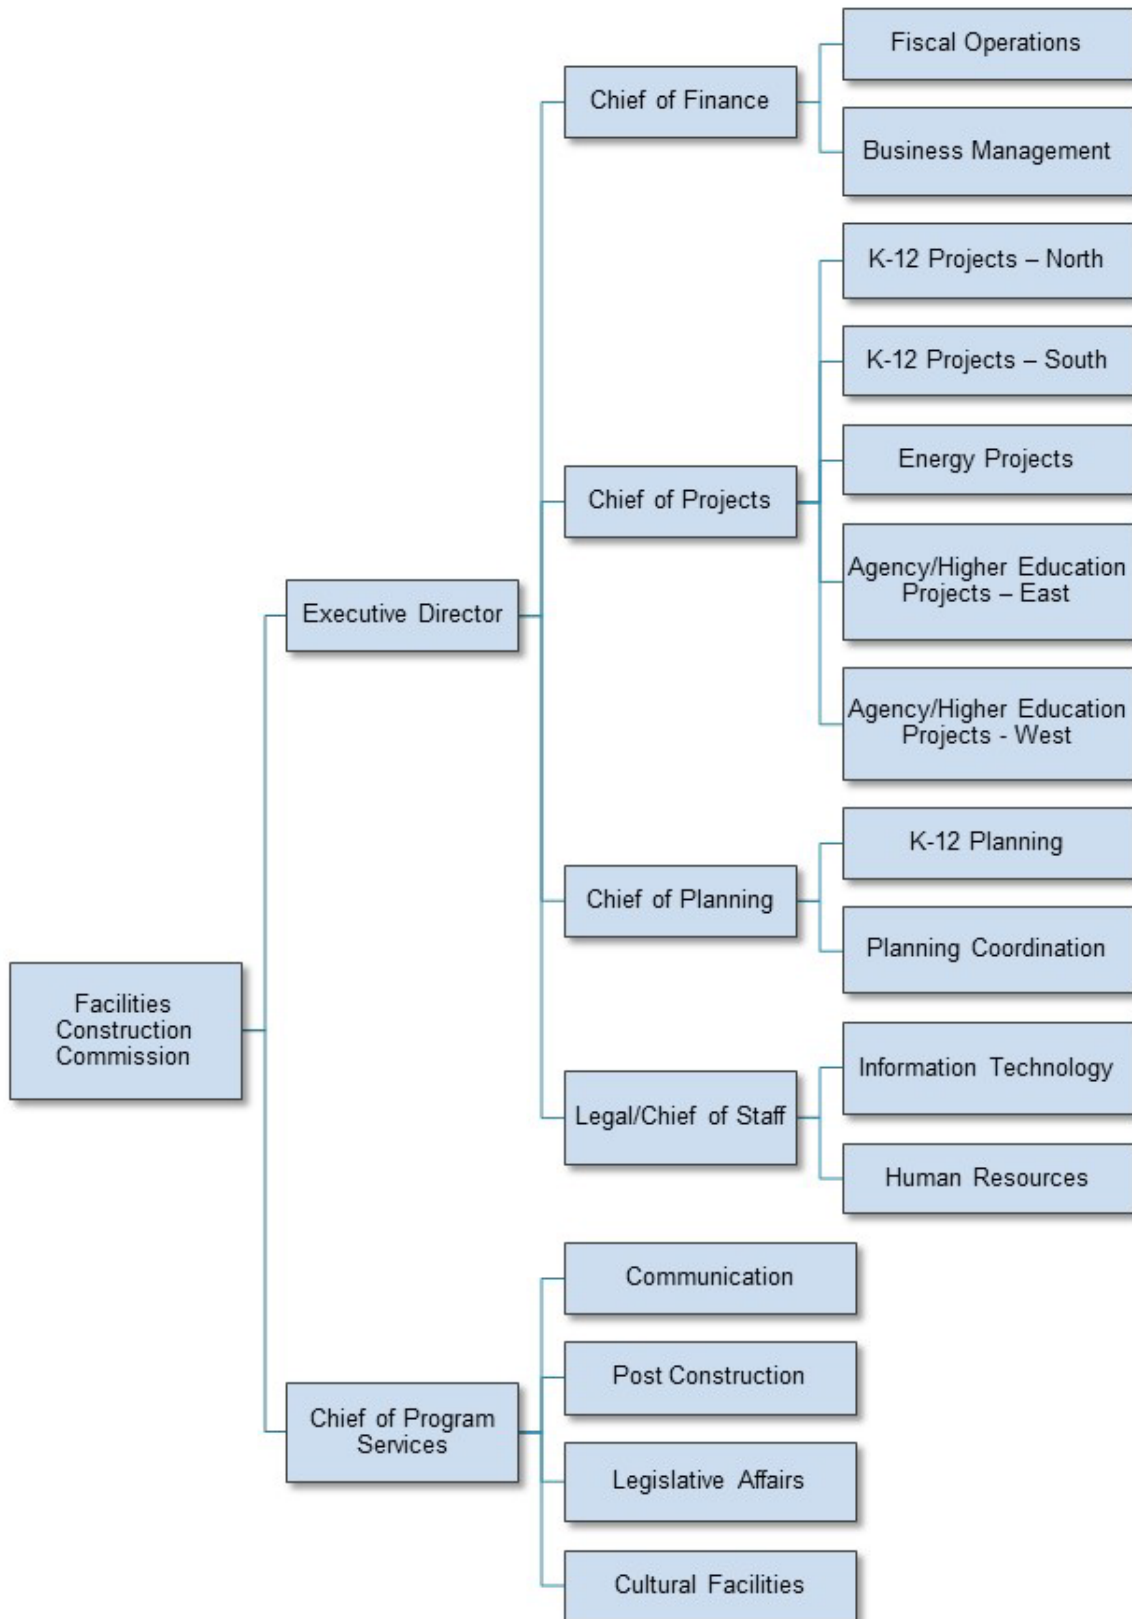 Fiscal Operations
Chief of Finance
Business Management
K-12 Projects – North
K-12 Projects – South
Energy Projects
Chief of Projects
Agency/Higher Education
Projects – East
Executive Director
Agency/Higher Education
Projects - West
K-12 Planning
Chief of Planning
Planning Coordination
Facilities
Construction
Commission
Information Technology
Legal/Chief of Staff
Human Resources
Communication
Post Construction
Chief of Program
Services
Legislative Affairs
Cultural Facilities